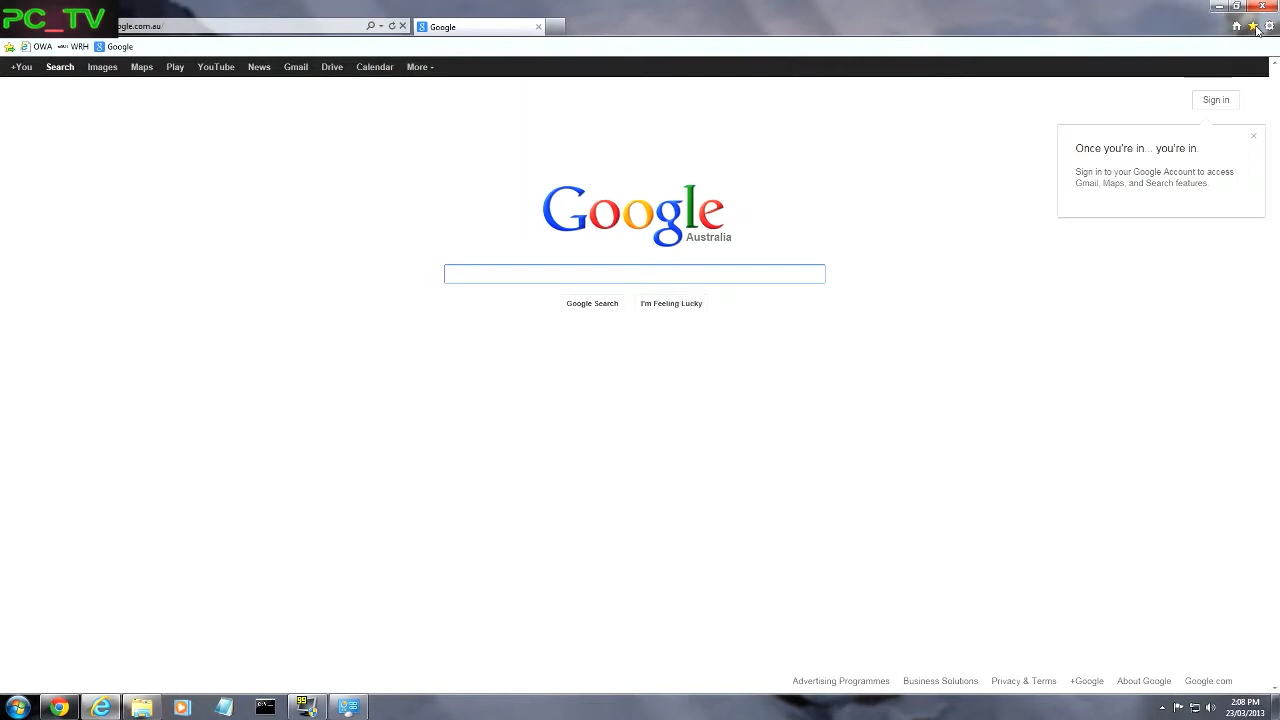 PC_TV
ogle.com.au/
Google
OWA WRH Google
+You Search Images Maps Play YouTube News Gmail Drive Calendar More
Sign in
Once you're in... you're in.
Sign in to your Google Account to access
Gmail, Maps, and Search features.
Google
Australia
Google Search I'm Feeling Lucky
Advertising Programmes Business Solutions Privacy & Terms +Google About Google Google.com
99
2:08 PM
23/03/2013